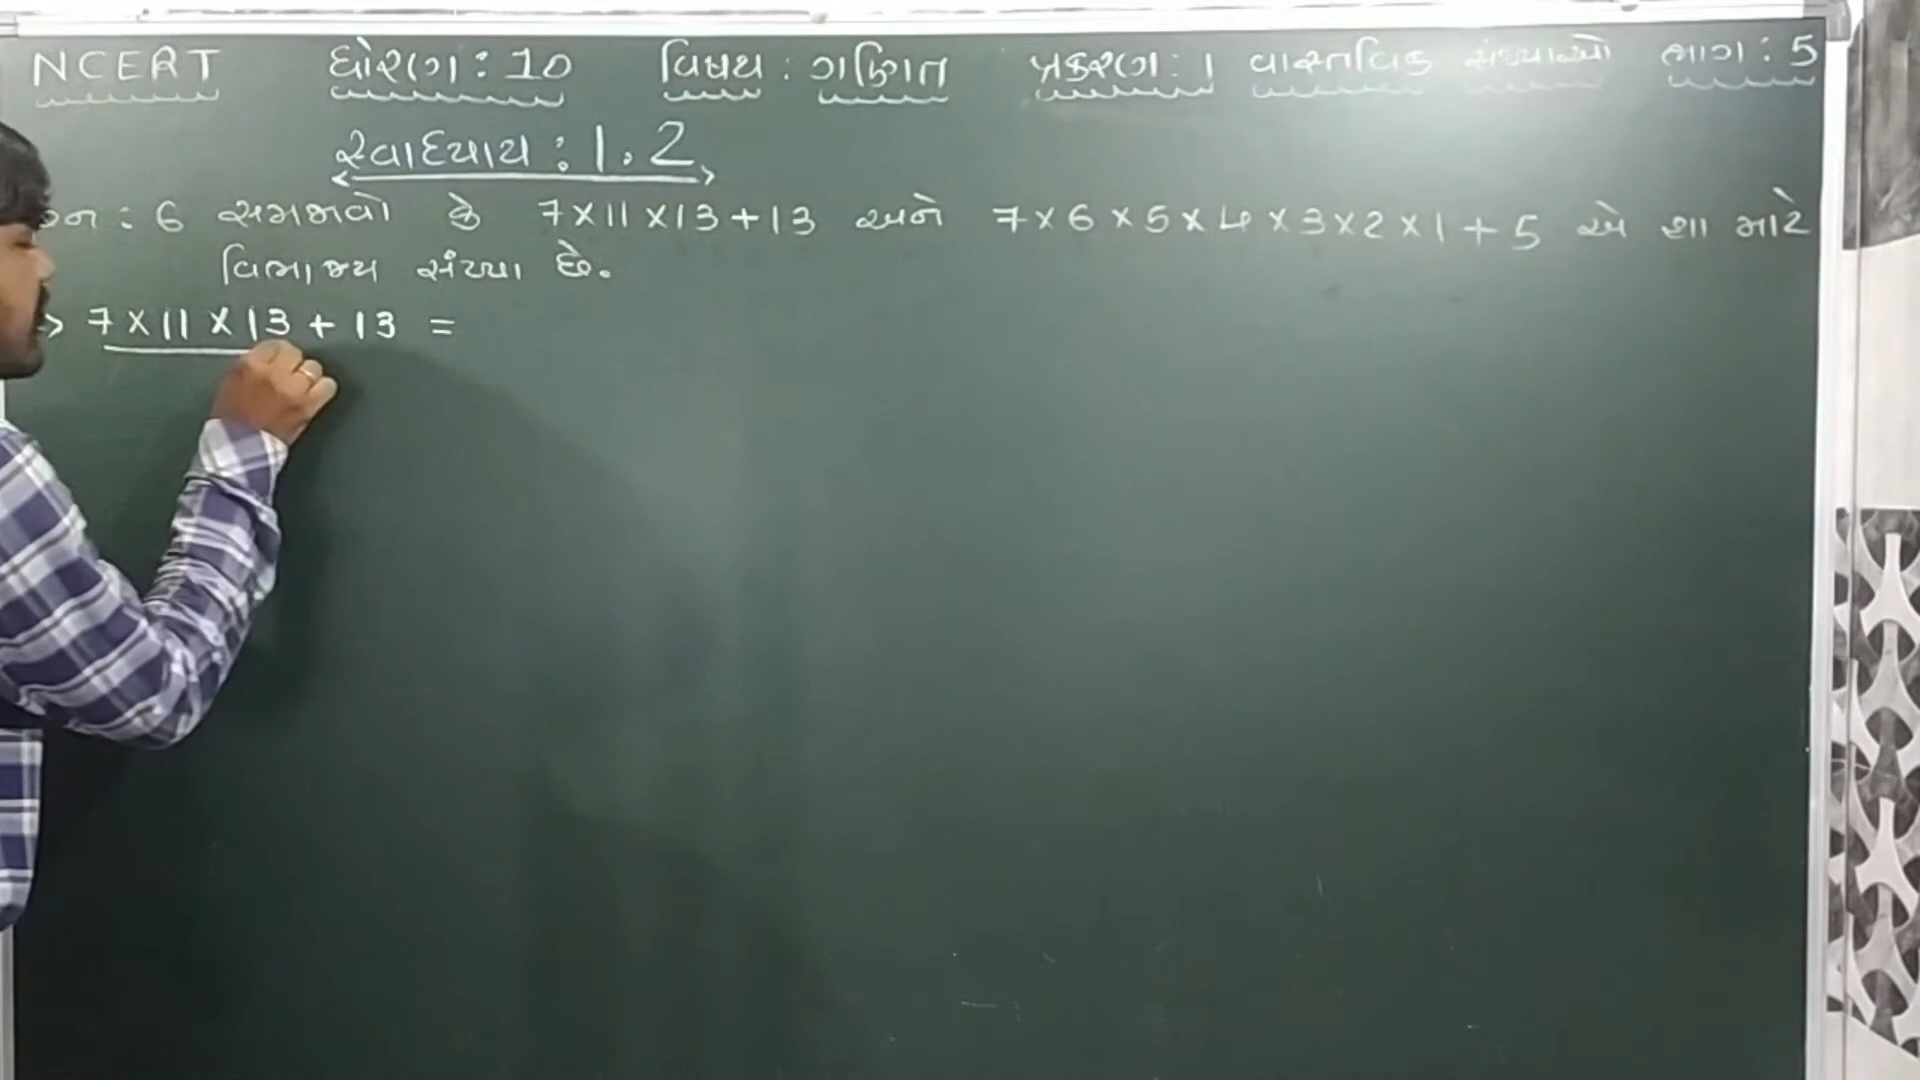 NCERT ધોરણ : 10 વિષય : ગણિત પ્રકરણ : 1 વાસ્તવિક સંખ્યાઓ ભાગ : 5
સ્વાધ્યાય : 1.2
: 6 સમજાવો કે 7×11×13+13 અને 7×6×5×4×3×2×1+5 એ શા માટે
વિભાજ્ય સંખ્યા છે.
7×11×13+13 =